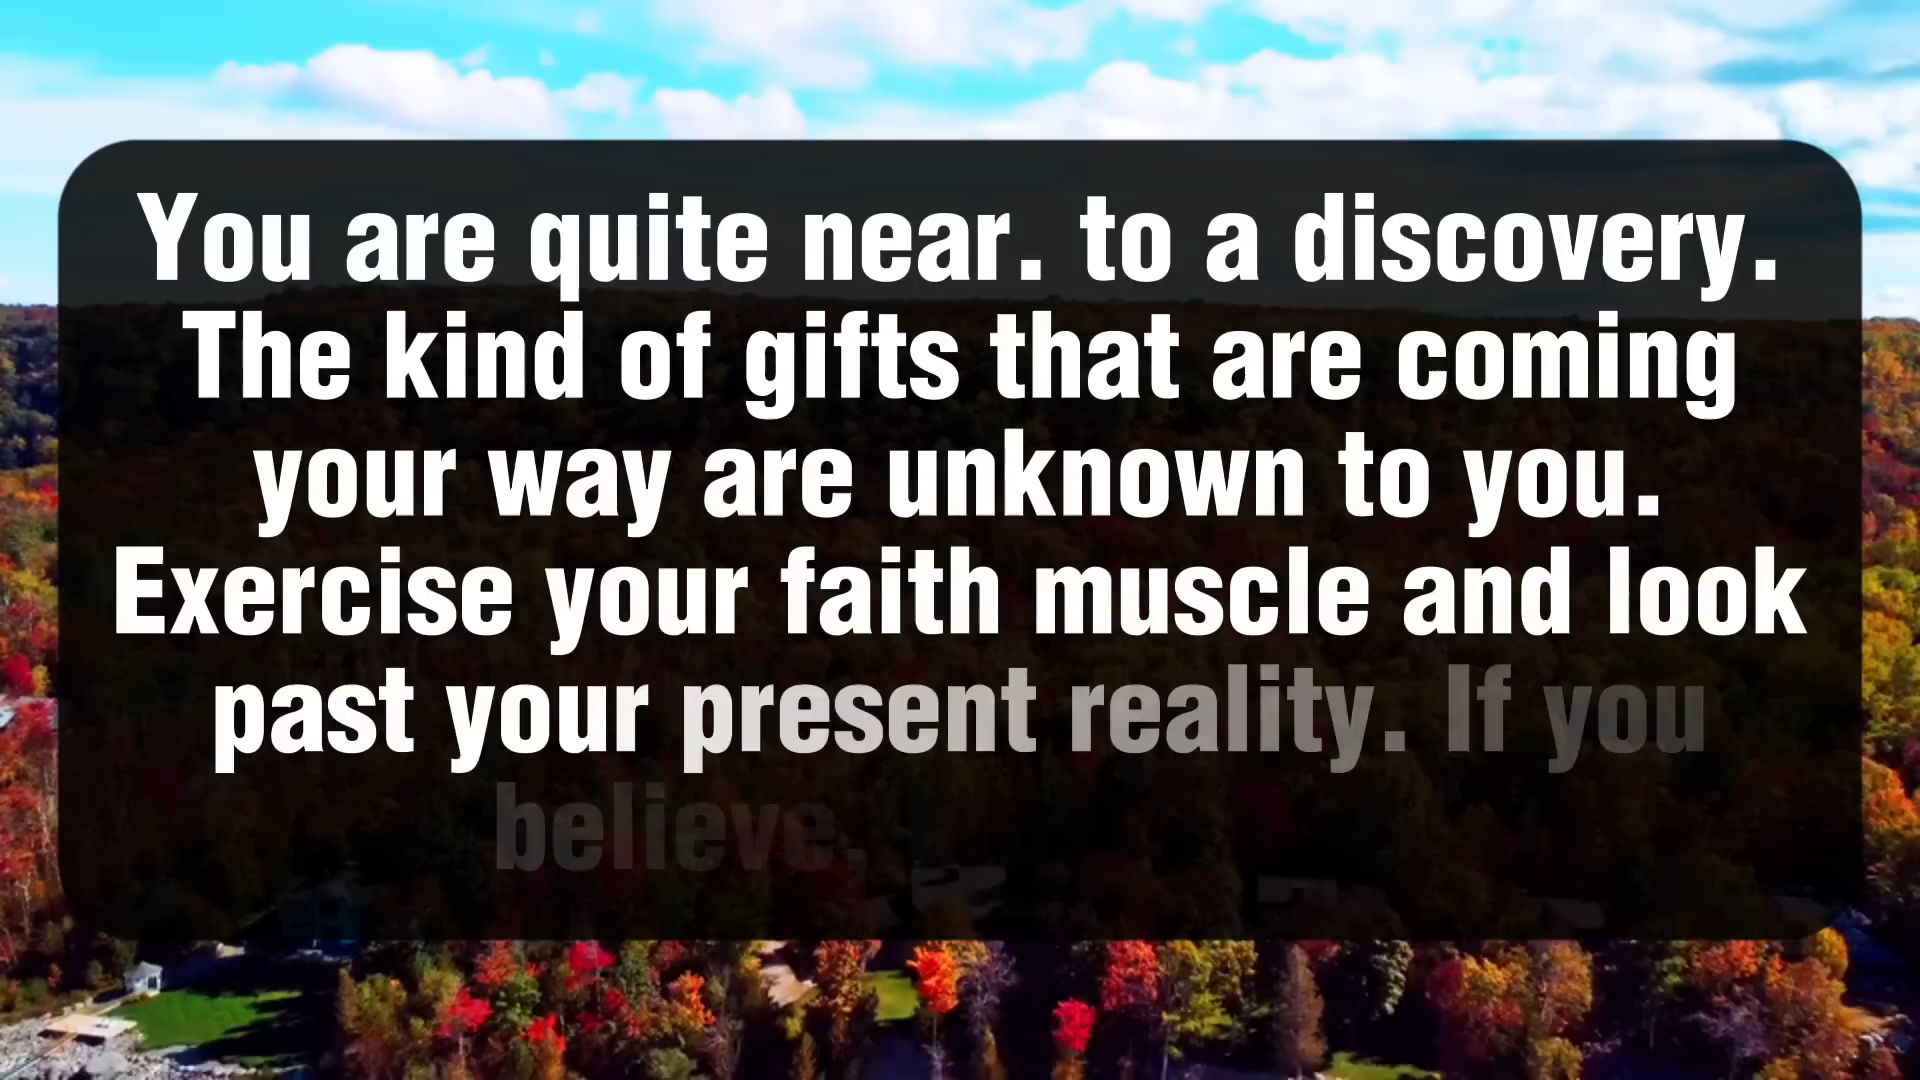 You are quite near. to a discovery.
The kind of gifts that are coming
your way are unknown to you.
Exercise your faith muscle and look
past your present reality. If you
believe.